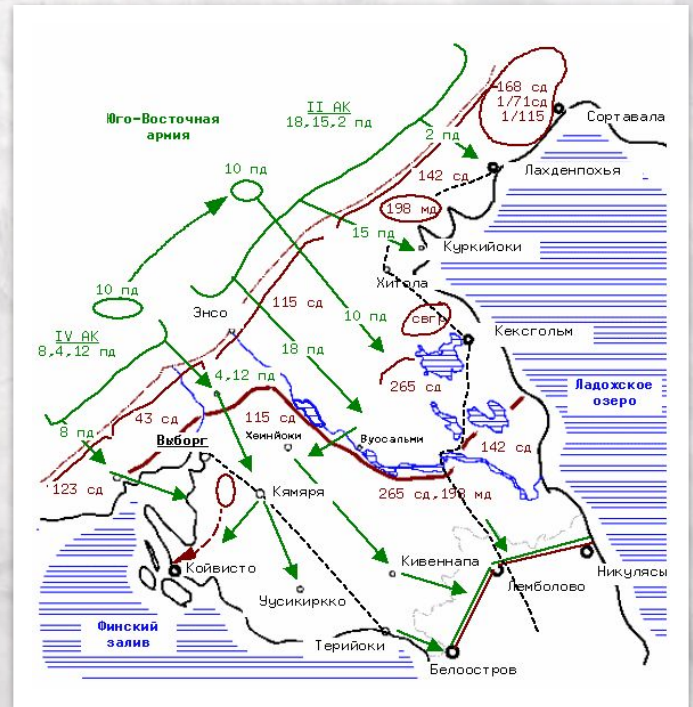 II АК
18,15,2 пд
168 сд
1/71сд
1/115
Сортавала
Юго-Восточная
армия
2 пд
142 сд
Лахденпохья
10 пд
198 мд
15 пд
Куркийоки
Хитола
10 пд
115 сд
Энсо
10 пд
свгр
Кексгольм
IV АК
8,4,12 пд
18 пд
4,12 пд
265 сд
Ладожское
озеро
43 сд
115 сд
8 пд
Выборг
Хеинйоки
Вуосалми
142 сд
123 сд
Кямяря
265 сд,198 мд
Койвисто
Кивеннапа
Никулясы
Лемболово
Уусикиркко
Финский
залив
Терийоки
Белоостров